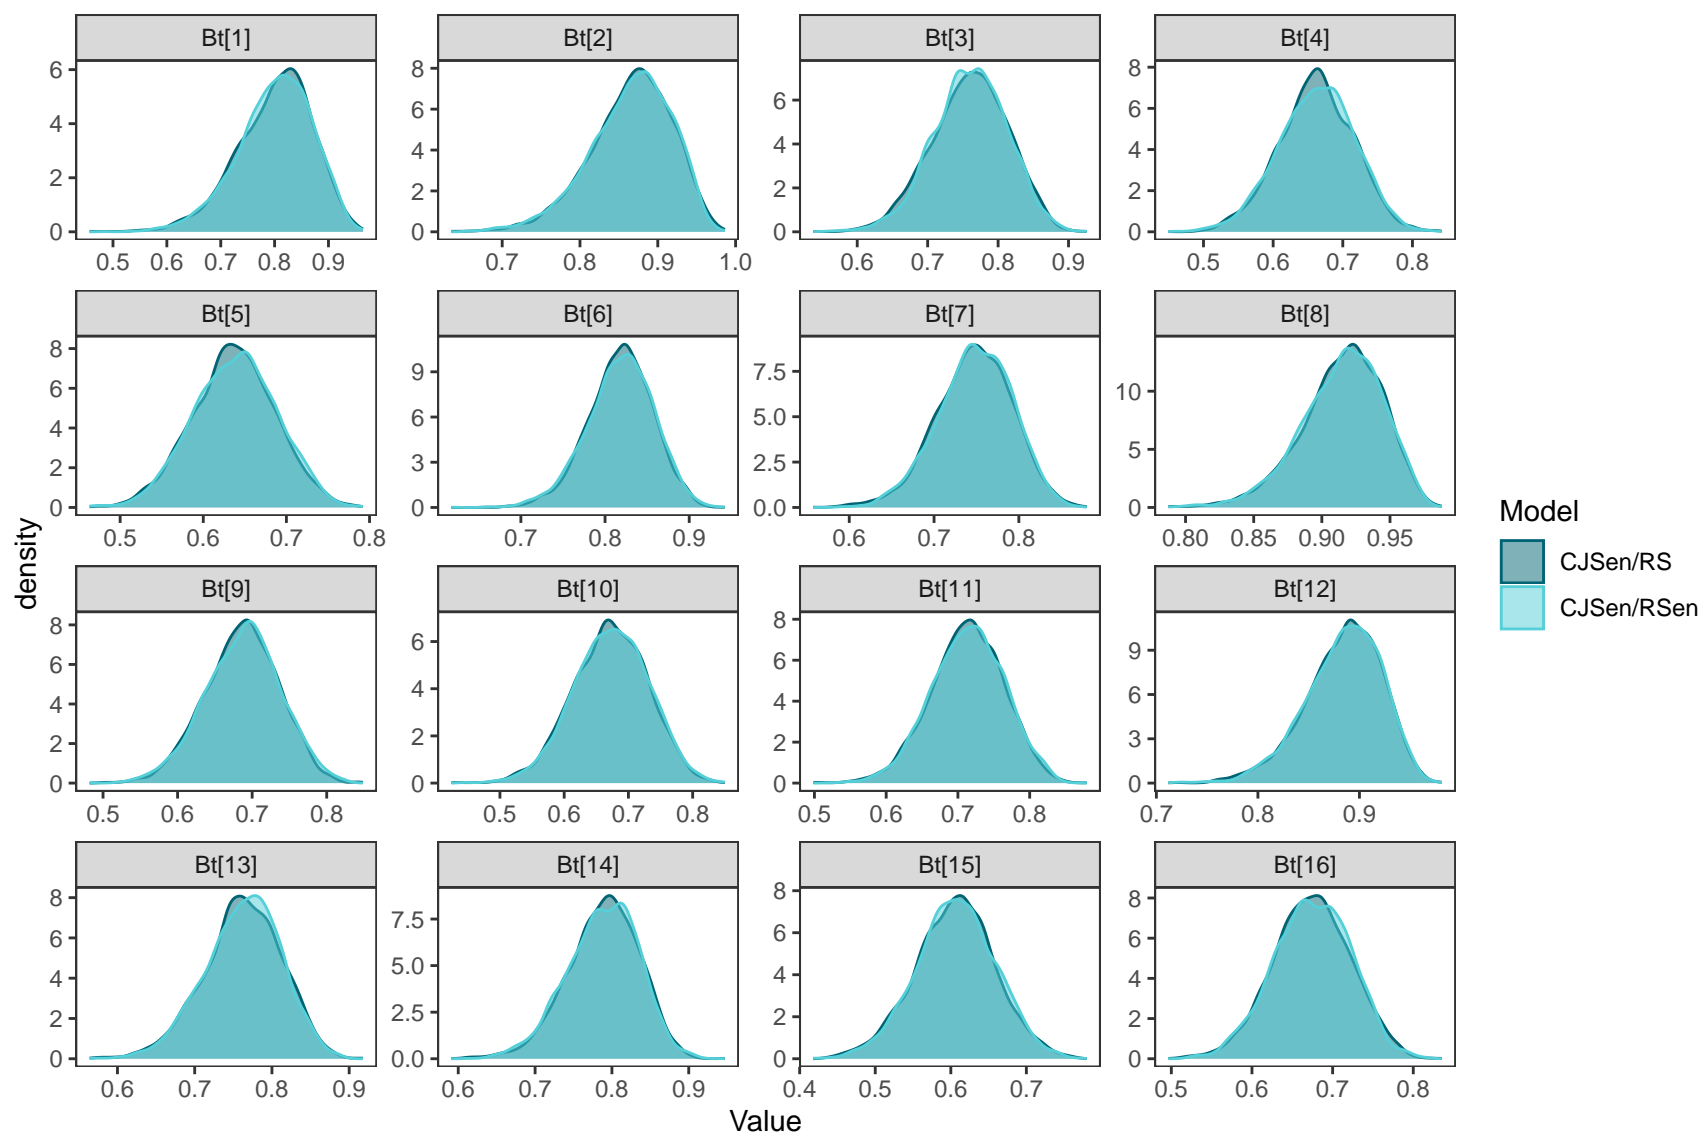 Bt[1] Bt[2] Bt[3] Bt[4]
6 4 2 0
8 6 4 2 0
6 4 2 0
8 6 4 2 0
0.5 0.6 0.7 0.8 0.9
0.7 0.8 0.9 1.0
0.6 0.7 0.8 0.9
0.5 0.6 0.7 0.8
Bt[5] Bt[6] Bt[7] Bt[8]
8 6 4 2 0
9 6 3 0
7.5 5.0 2.5 0.0
10 5 0
0.5 0.6 0.7 0.8
0.7 0.8 0.9
0.6 0.7 0.8
0.80 0.85 0.90 0.95
Bt[9] Bt[10] Bt[11] Bt[12]
8 6 4 2 0
6 4 2 0
8 6 4 2 0
9 6 3 0
0.5 0.6 0.7 0.8
0.5 0.6 0.7 0.8
0.5 0.6 0.7 0.8
0.7 0.8 0.9
Bt[13] Bt[14] Bt[15] Bt[16]
8 6 4 2 0
7.5 5.0 2.5 0.0
8 6 4 2 0
8 6 4 2 0
0.6 0.7 0.8 0.9
0.6 0.7 0.8 0.9
0.4 0.5 0.6 0.7
0.5 0.6 0.7 0.8
density
Value
Model
CJSen/RS
CJSen/RSen